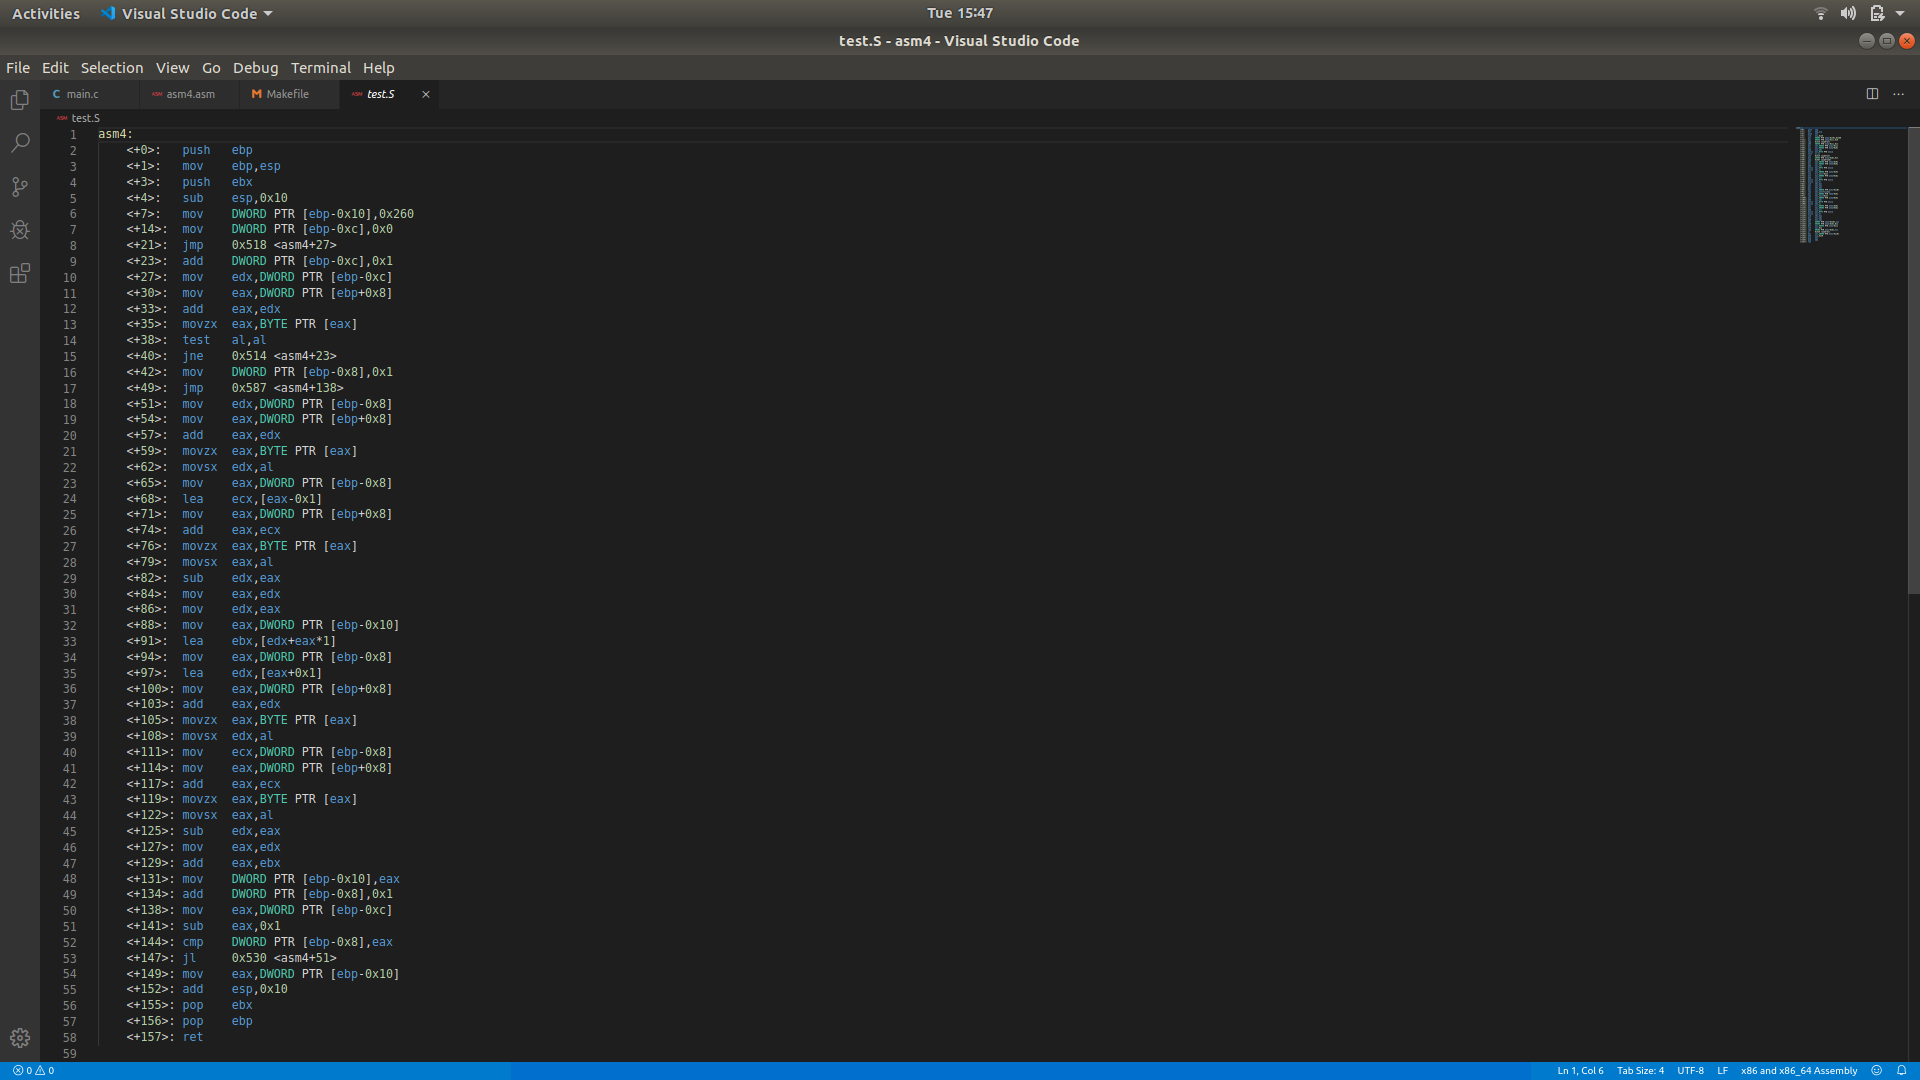 Activities Visual Studio Code Tue 15:47
test.S - asm4 - Visual Studio Code
File Edit Selection View Go Debug Terminal Help
C main.c ASM asm4.asm M Makefile ASM test.S × ...
ASM test.S
1 asm4:
2 <+0>: push ebp
3 <+1>: mov ebp,esp
4 <+3>: push ebx
5 <+4>: sub esp,0x10
6 <+7>: mov DWORD PTR [ebp-0x10],0x260
7 <+14>: mov DWORD PTR [ebp-0xc],0x0
8 <+21>: jmp 0x518 <asm4+27>
9 <+23>: add DWORD PTR [ebp-0xc],0x1
10 <+27>: mov edx,DWORD PTR [ebp-0xc]
11 <+30>: mov eax,DWORD PTR [ebp+0x8]
12 <+33>: add eax,edx
13 <+35>: movzx eax,BYTE PTR [eax]
14 <+38>: test al,al
15 <+40>: jne 0x514 <asm4+23>
16 <+42>: mov DWORD PTR [ebp-0x8],0x1
17 <+49>: jmp 0x587 <asm4+138>
18 <+51>: mov edx,DWORD PTR [ebp-0x8]
19 <+54>: mov eax,DWORD PTR [ebp+0x8]
20 <+57>: add eax,edx
21 <+59>: movzx eax,BYTE PTR [eax]
22 <+62>: movsx edx,al
23 <+65>: mov eax,DWORD PTR [ebp-0x8]
24 <+68>: lea ecx,[eax-0x1]
25 <+71>: mov eax,DWORD PTR [ebp+0x8]
26 <+74>: add eax,ecx
27 <+76>: movzx eax,BYTE PTR [eax]
28 <+79>: movsx eax,al
29 <+82>: sub edx,eax
30 <+84>: mov eax,edx
31 <+86>: mov edx,eax
32 <+88>: mov eax,DWORD PTR [ebp-0x10]
33 <+91>: lea ebx,[edx+eax*1]
34 <+94>: mov eax,DWORD PTR [ebp-0x8]
35 <+97>: lea edx,[eax+0x1]
36 <+100>: mov eax,DWORD PTR [ebp+0x8]
37 <+103>: add eax,edx
38 <+105>: movzx eax,BYTE PTR [eax]
39 <+108>: movsx edx,al
40 <+111>: mov ecx,DWORD PTR [ebp-0x8]
41 <+114>: mov eax,DWORD PTR [ebp+0x8]
42 <+117>: add eax,ecx
43 <+119>: movzx eax,BYTE PTR [eax]
44 <+122>: movsx eax,al
45 <+125>: sub edx,eax
46 <+127>: mov eax,edx
47 <+129>: add eax,ebx
48 <+131>: mov DWORD PTR [ebp-0x10],eax
49 <+134>: add DWORD PTR [ebp-0x8],0x1
50 <+138>: mov eax,DWORD PTR [ebp-0xc]
51 <+141>: sub eax,0x1
52 <+144>: cmp DWORD PTR [ebp-0x8],eax
53 <+147>: jl 0x530 <asm4+51>
54 <+149>: mov eax,DWORD PTR [ebp-0x10]
55 <+152>: add esp,0x10
56 <+155>: pop ebx
57 <+156>: pop ebp
58 <+157>: ret
59
0 0 Ln 1, Col 6 Tab Size: 4 UTF-8 LF x86 and x86_64 Assembly